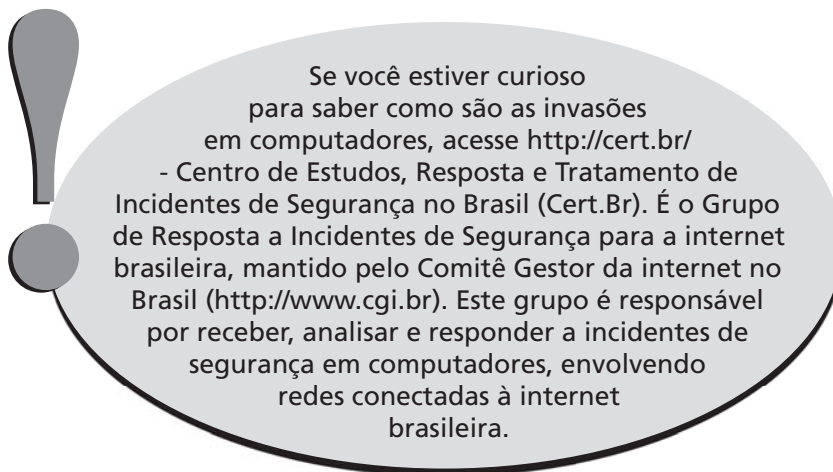 Se você estiver curioso
para saber como são as invasões
em computadores, acesse http://cert.br/
- Centro de Estudos, Resposta e Tratamento de
Incidentes de Segurança no Brasil (Cert.Br). É o Grupo
de Resposta a Incidentes de Segurança para a internet
brasileira, mantido pelo Comitê Gestor da internet no
Brasil (http://www.cgi.br). Este grupo é responsável
por receber, analisar e responder a incidentes de
segurança em computadores, envolvendo
redes conectadas à internet
brasileira.